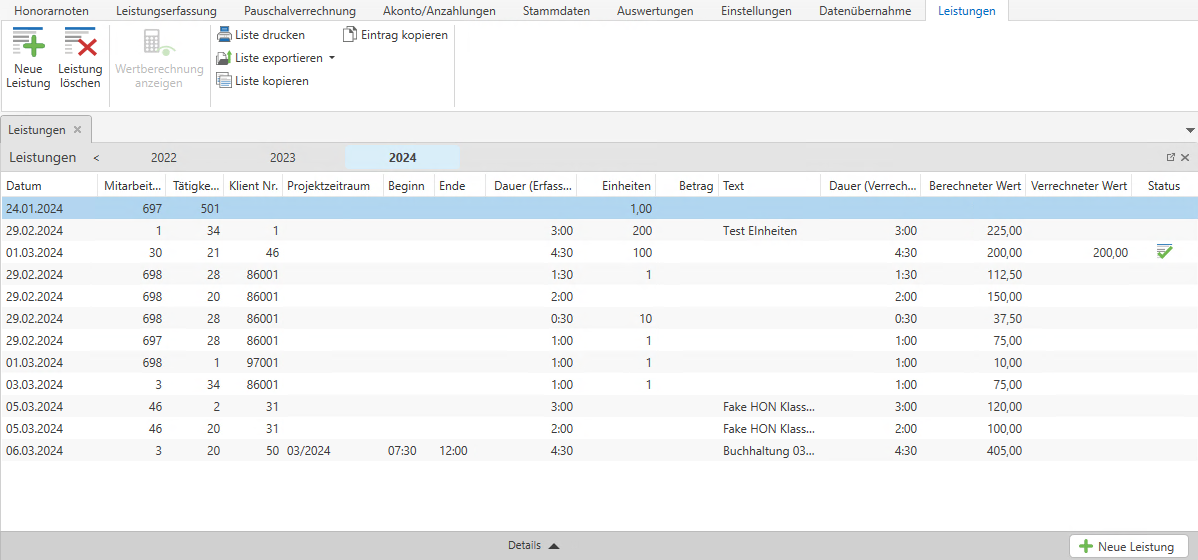 Honorarnoten Leistungserfassung Pauschalverrechnung Akonto/Anzahlungen Stammdaten Auswertungen Einstellungen Datenübernahme Leistungen
Neue Leistung
Leistung löschen
Wertberechnung anzeigen
Liste drucken
Liste exportieren
Liste kopieren
Eintrag kopieren
Leistungen ×
Leistungen < 2022 2023 2024
Datum Mitarbeit... Tätigke... Klient Nr. Projektzeitraum Beginn Ende Dauer (Erfass... Einheiten Betrag Text Dauer (Verrech... Berechneter Wert Verrechneter Wert Status
24.01.2024 697 501 1,00
29.02.2024 1 34 1 3:00 200 Test EInheiten 3:00 225,00
01.03.2024 30 21 46 4:30 100 4:30 200,00 200,00
29.02.2024 698 28 86001 1:30 1 1:30 112,50
29.02.2024 698 20 86001 2:00 2:00 150,00
29.02.2024 698 28 86001 0:30 10 0:30 37,50
29.02.2024 697 28 86001 1:00 1 1:00 75,00
01.03.2024 698 1 97001 1:00 1 1:00 10,00
03.03.2024 3 34 86001 1:00 1 1:00 75,00
05.03.2024 46 2 31 3:00 Fake HON Klass... 3:00 120,00
05.03.2024 46 20 31 2:00 Fake HON Klass... 2:00 100,00
06.03.2024 3 20 50 03/2024 07:30 12:00 4:30 Buchhaltung 03... 4:30 405,00
Details
Neue Leistung